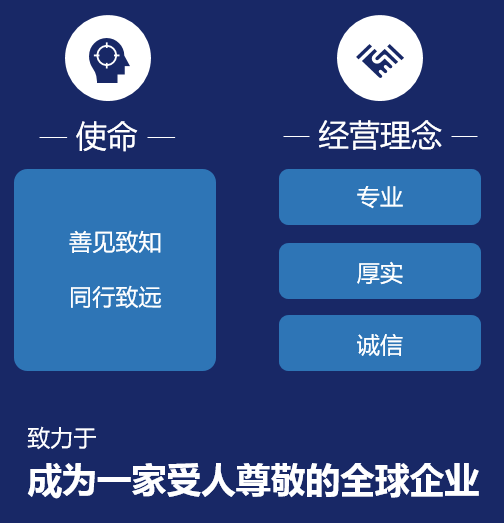 使命
善见致知
同行致远
经营理念
专业
厚实
诚信
致力于
成为一家受人尊敬的全球企业